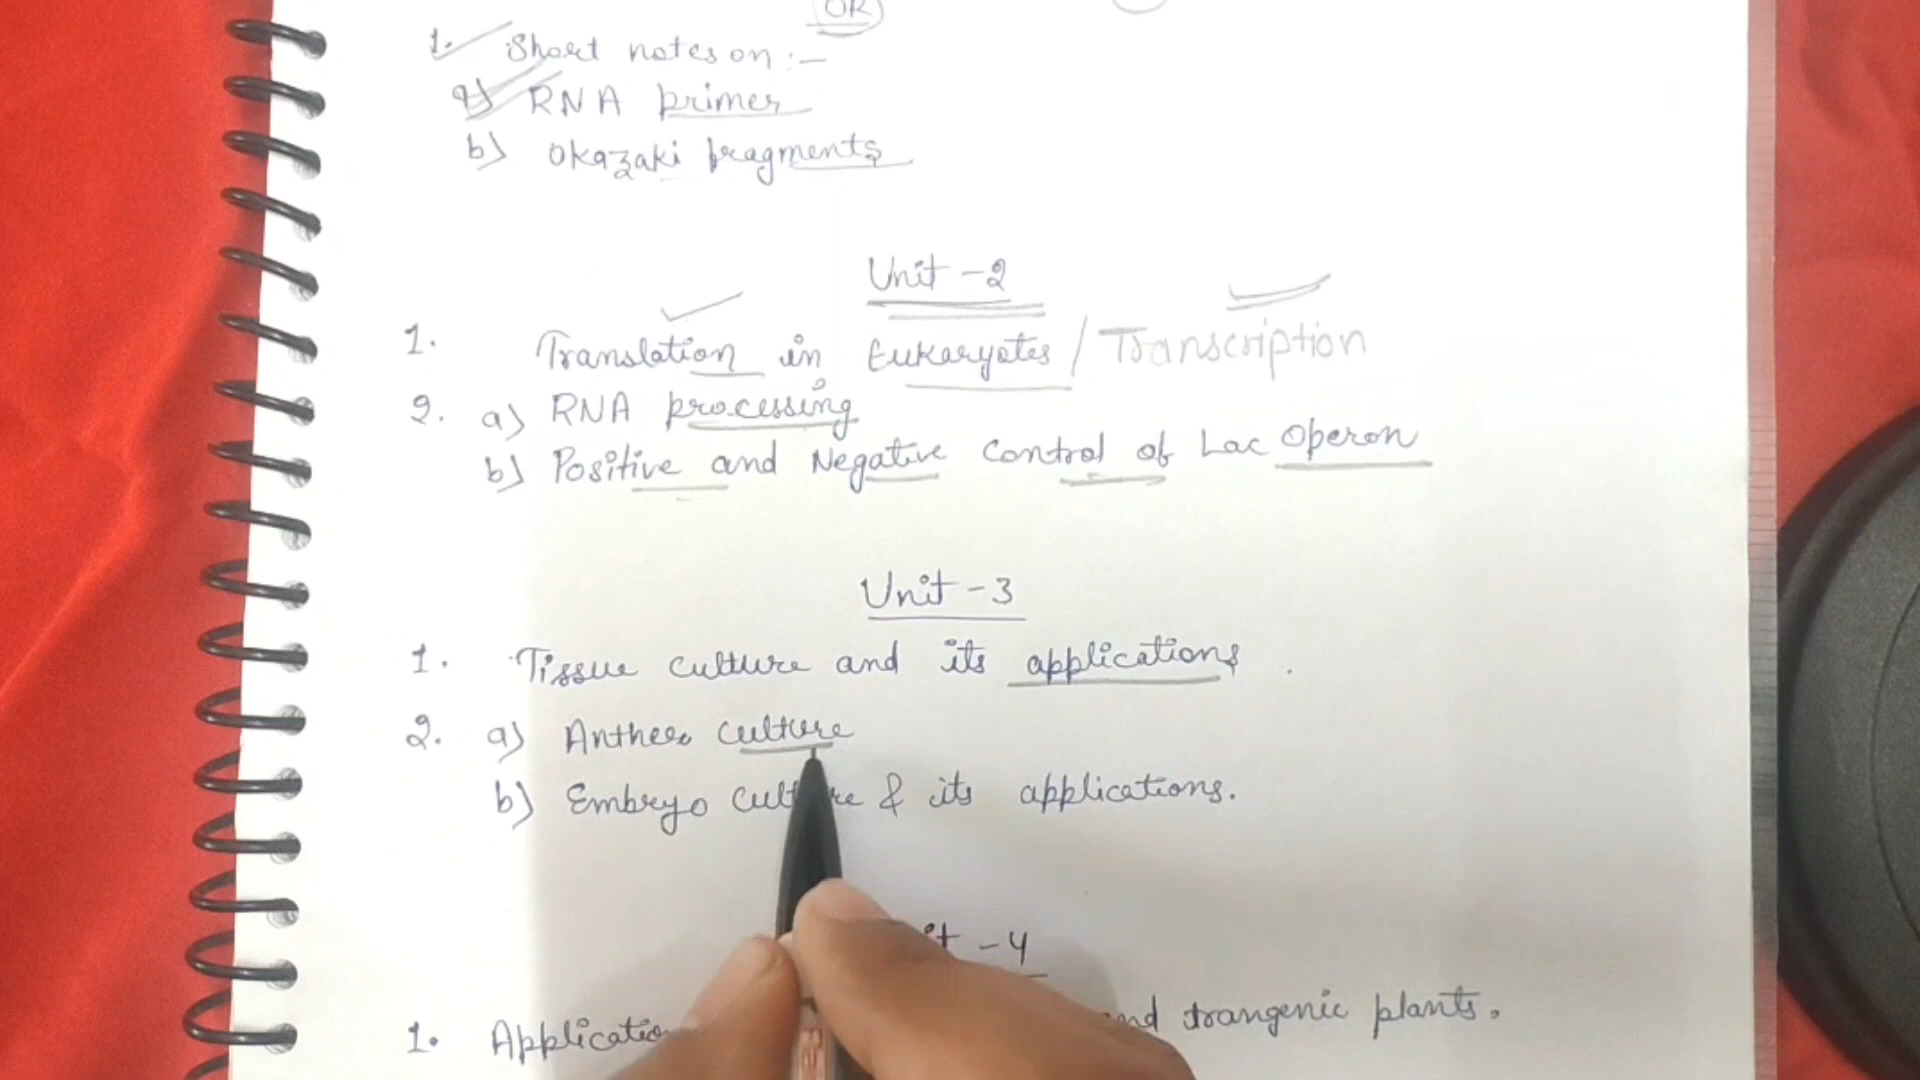 OR
1. Short notes on :-
a) RNA primer
b) Okazaki fragments
Unit -2
1. Translation in Eukaryotes / Transcription
2. a) RNA processing
b) Positive and Negative Control of Lac Operon
Unit -3
1. Tissue culture and its applications.
2. a) Anther culture
b) Embryo culture & its applications.
-4
1. and trangenic plants.